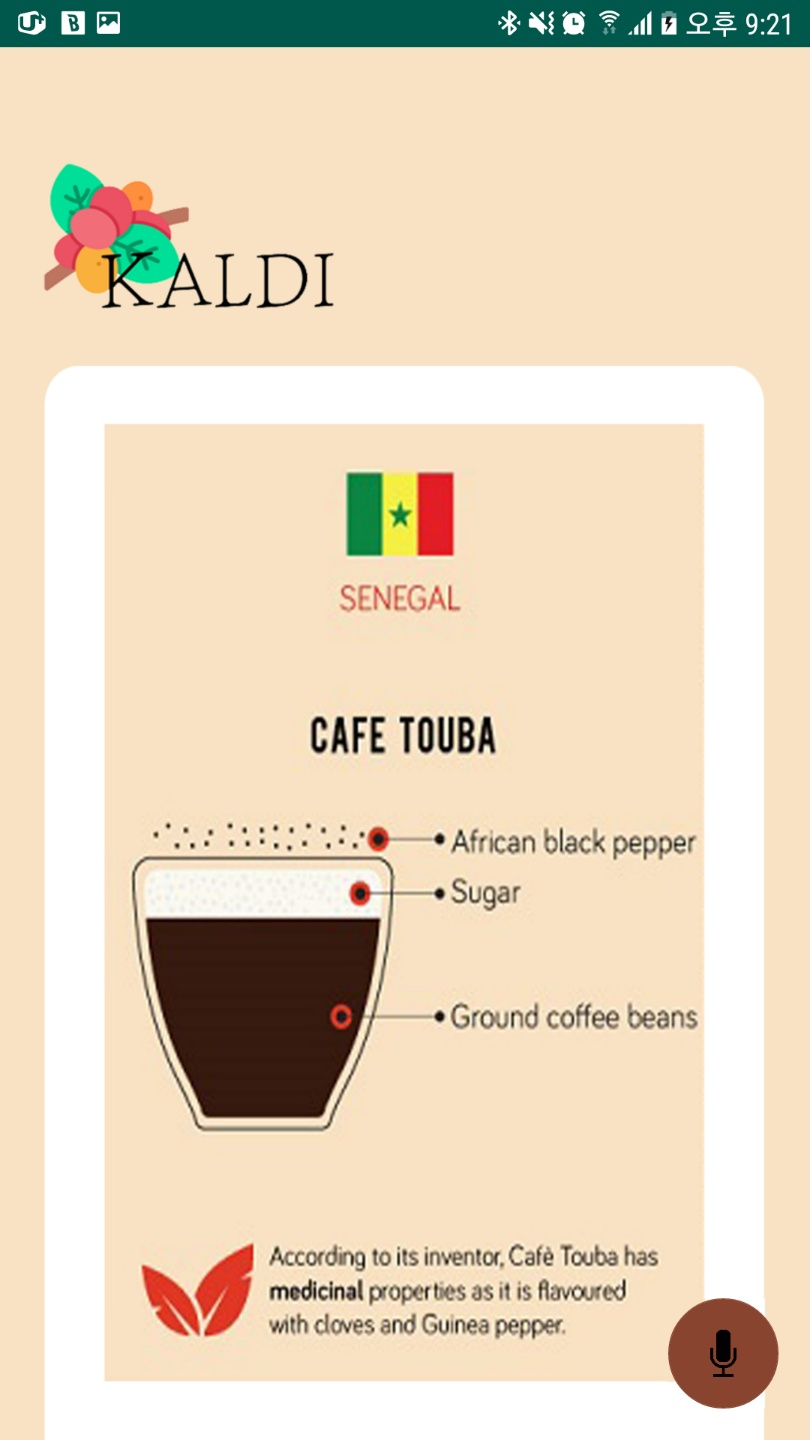 오후 9:21
KALDI
SENEGAL
CAFE TOUBA
African black pepper
Sugar
Ground coffee beans
According to its inventor, Cafè Touba has
medicinal properties as it is flavoured
with cloves and Guinea pepper.